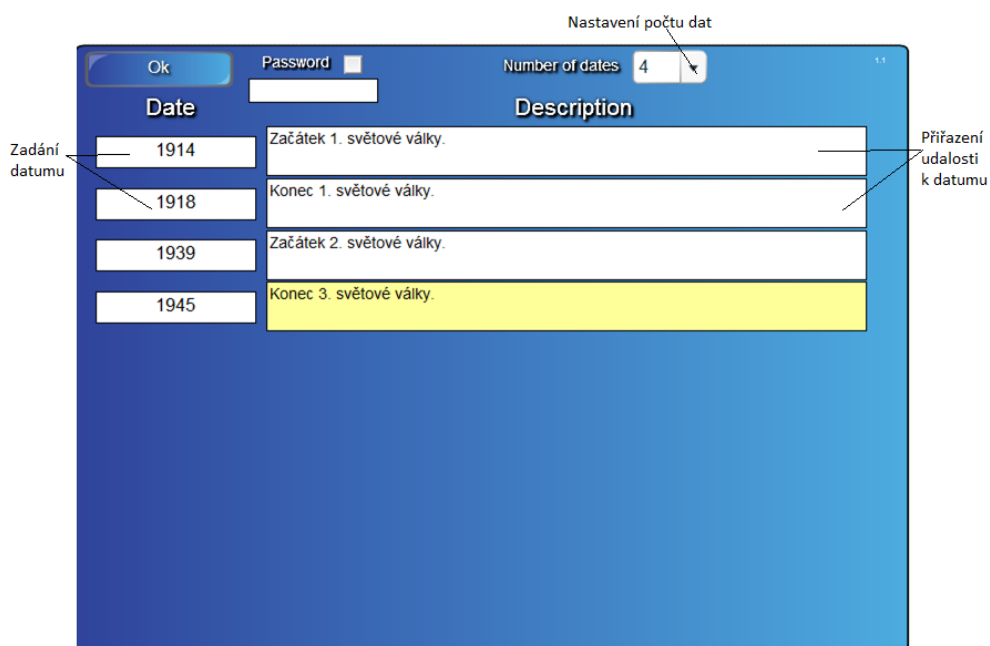 Nastavení počtu dat
Ok
Password
Number of dates
4
1.1
Date
Description
Zadání
datumu
1914
Začátek 1. světové války.
Přiřazení
udalosti
k datumu
1918
Konec 1. světové války.
1939
Začátek 2. světové války.
1945
Konec 3. světové války.